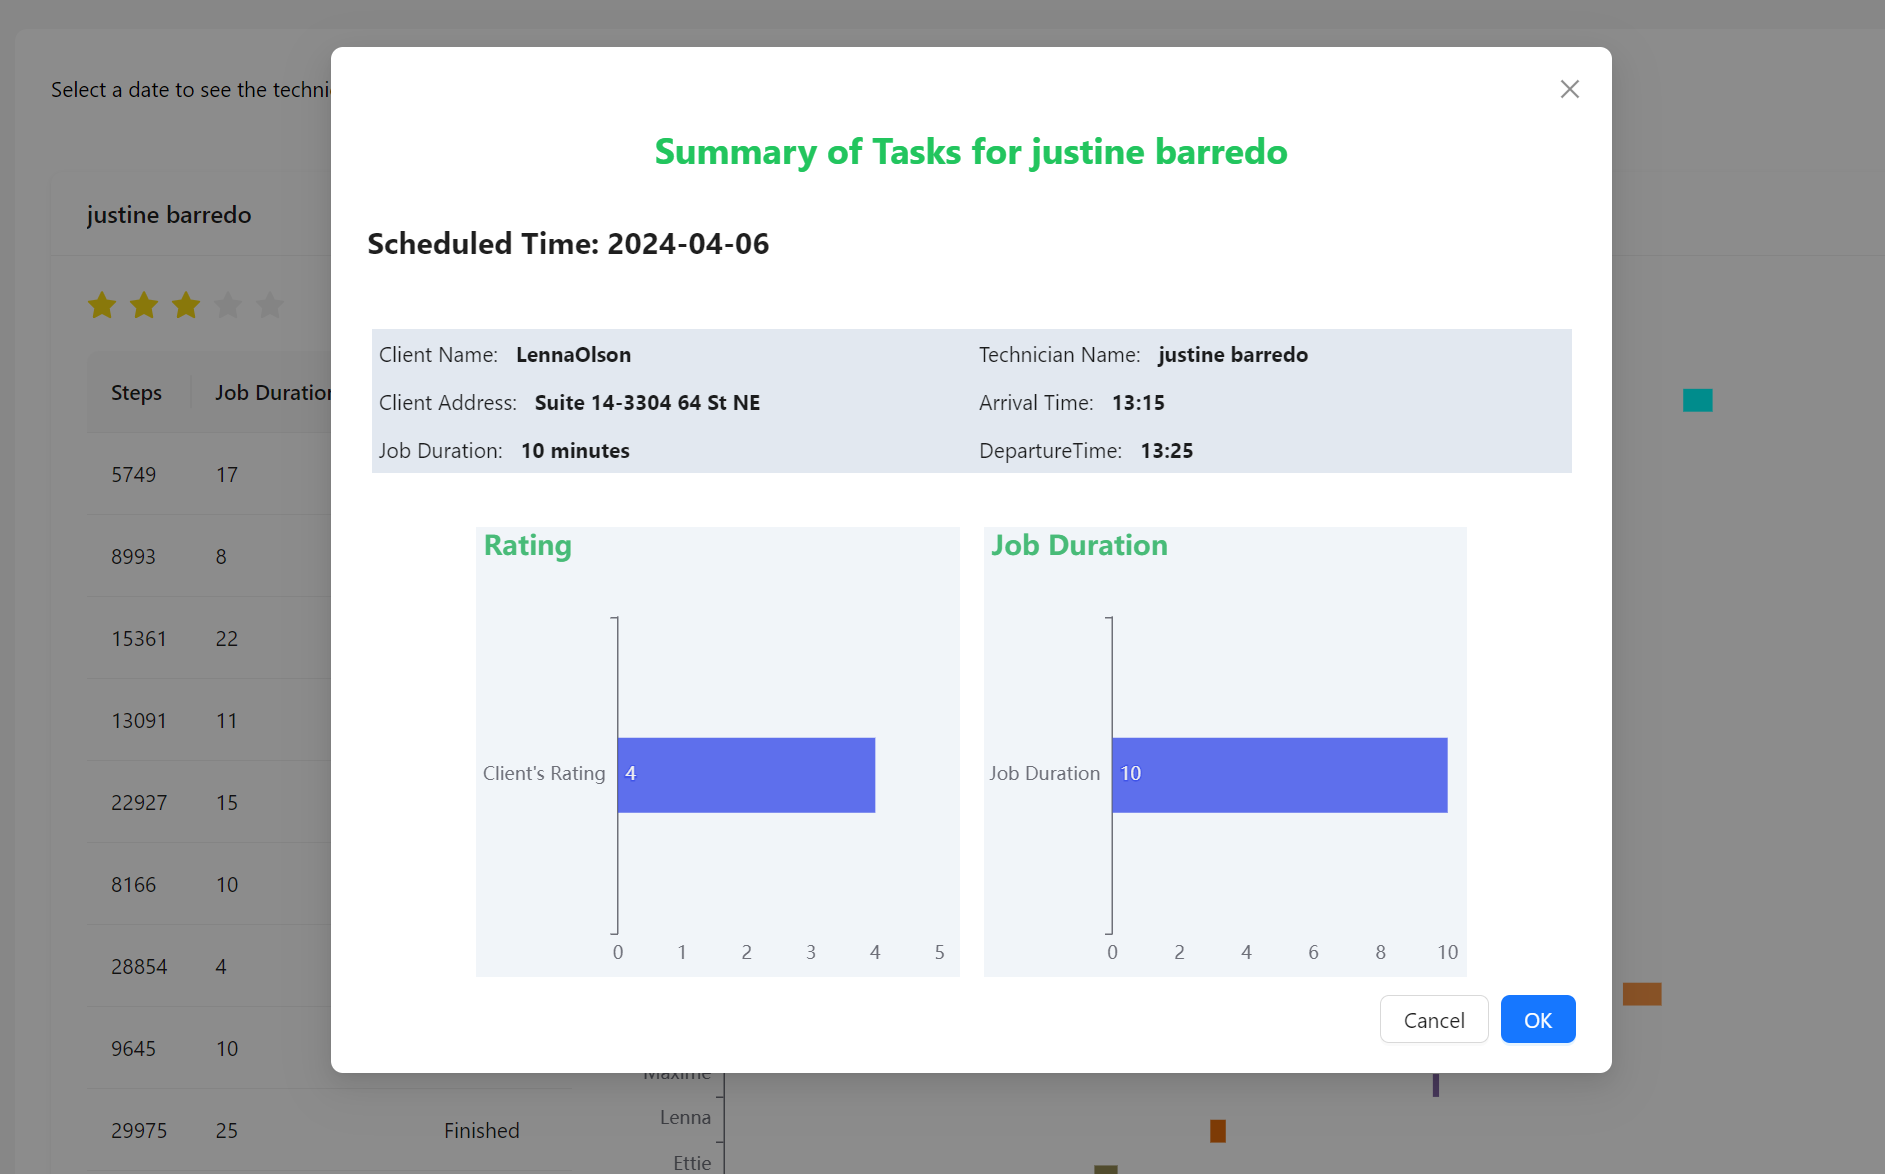 Select a date to see the techni
Summary of Tasks for justine barredo
justine barredo
Scheduled Time: 2024-04-06
Client Name: LennaOlson
Technician Name: justine barredo
Client Address: Suite 14-3304 64 St NE
Arrival Time: 13:15
Job Duration: 10 minutes
DepartureTime: 13:25
Steps Job Duration
5749 17
8993 8
15361 22
13091 11
22927 15
8166 10
28854 4
9645 10
29975 25 Finished
Rating
Client's Rating 4
0 1 2 3 4 5
Job Duration
Job Duration 10
0 2 4 6 8 10
Cancel OK
Maxime
Lenna
Ettie